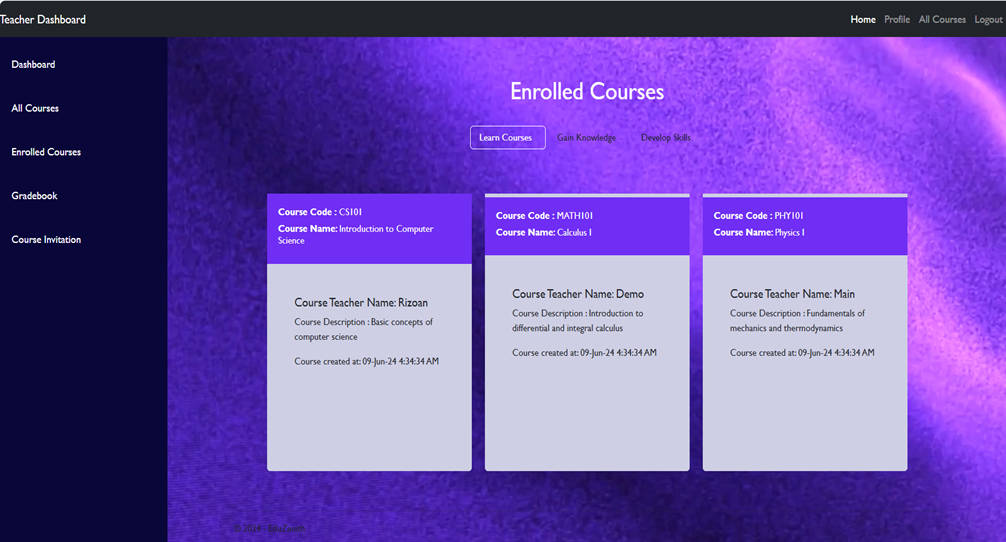 Teacher Dashboard
Home Profile All Courses Logout
Dashboard
All Courses
Enrolled Courses
Gradebook
Course Invitation
Enrolled Courses
Learn Courses Gain Knowledge Develop Skills
Course Code : CS101
Course Name: Introduction to Computer
Science
Course Teacher Name: Rizoan
Course Description : Basic concepts of
computer science
Course created at: 09-Jun-24 4:34:34 AM
Course Code : MATH101
Course Name: Calculus I
Course Teacher Name: Demo
Course Description : Introduction to
differential and integral calculus
Course created at: 09-Jun-24 4:34:34 AM
Course Code : PHY101
Course Name: Physics I
Course Teacher Name: Main
Course Description : Fundamentals of
mechanics and thermodynamics
Course created at: 09-Jun-24 4:34:34 AM